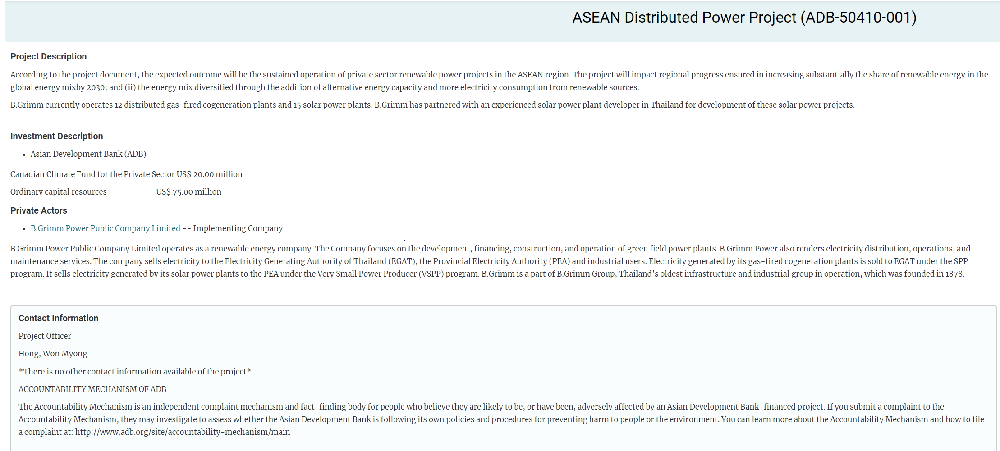 ASEAN Distributed Power Project (ADB-50410-001)
Project Description
According to the project document, the expected outcome will be the sustained operation of private sector renewable power projects in the ASEAN region. The project will impact regional progress ensured in increasing substantially the share of renewable energy in the
global energy mixby 2030; and (ii) the energy mix diversified through the addition of alternative energy capacity and more electricity consumption from renewable sources.
B.Grimm currently operates 12 distributed gas-fired cogeneration plants and 15 solar power plants. B.Grimm has partnered with an experienced solar power plant developer in Thailand for development of these solar power projects.
Investment Description
• Asian Development Bank (ADB)
Canadian Climate Fund for the Private Sector US$ 20.00 million
Ordinary capital resources US$ 75.00 million
Private Actors
• B.Grimm Power Public Company Limited -- Implementing Company
B.Grimm Power Public Company Limited operates as a renewable energy company. The Company focuses on the development, financing, construction, and operation of green field power plants. B.Grimm Power also renders electricity distribution, operations, and
maintenance services. The company sells electricity to the Electricity Generating Authority of Thailand (EGAT), the Provincial Electricity Authority (PEA) and industrial users. Electricity generated by its gas-fired cogeneration plants is sold to EGAT under the SPP
program. It sells electricity generated by its solar power plants to the PEA under the Very Small Power Producer (VSPP) program. B.Grimm is a part of B.Grimm Group, Thailand’s oldest infrastructure and industrial group in operation, which was founded in 1878.
Contact Information
Project Officer
Hong, Won Myong
*There is no other contact information available of the project*
ACCOUNTABILITY MECHANISM OF ADB
The Accountability Mechanism is an independent complaint mechanism and fact-finding body for people who believe they are likely to be, or have been, adversely affected by an Asian Development Bank-financed project. If you submit a complaint to the
Accountability Mechanism, they may investigate to assess whether the Asian Development Bank is following its own policies and procedures for preventing harm to people or the environment. You can learn more about the Accountability Mechanism and how to file
a complaint at: http://www.adb.org/site/accountability-mechanism/main